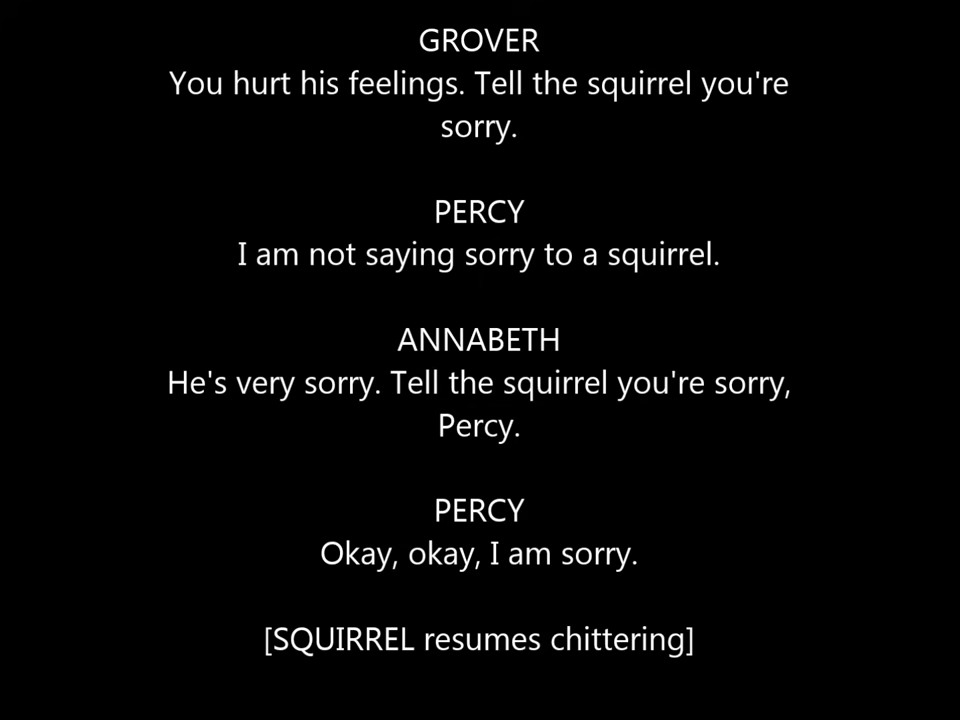 GROVER
You hurt his feelings. Tell the squirrel you're
sorry.
PERCY
I am not saying sorry to a squirrel.
ANNABETH
He's very sorry. Tell the squirrel you're sorry,
Percy.
PERCY
Okay, okay, I am sorry.
[SQUIRREL resumes chittering]